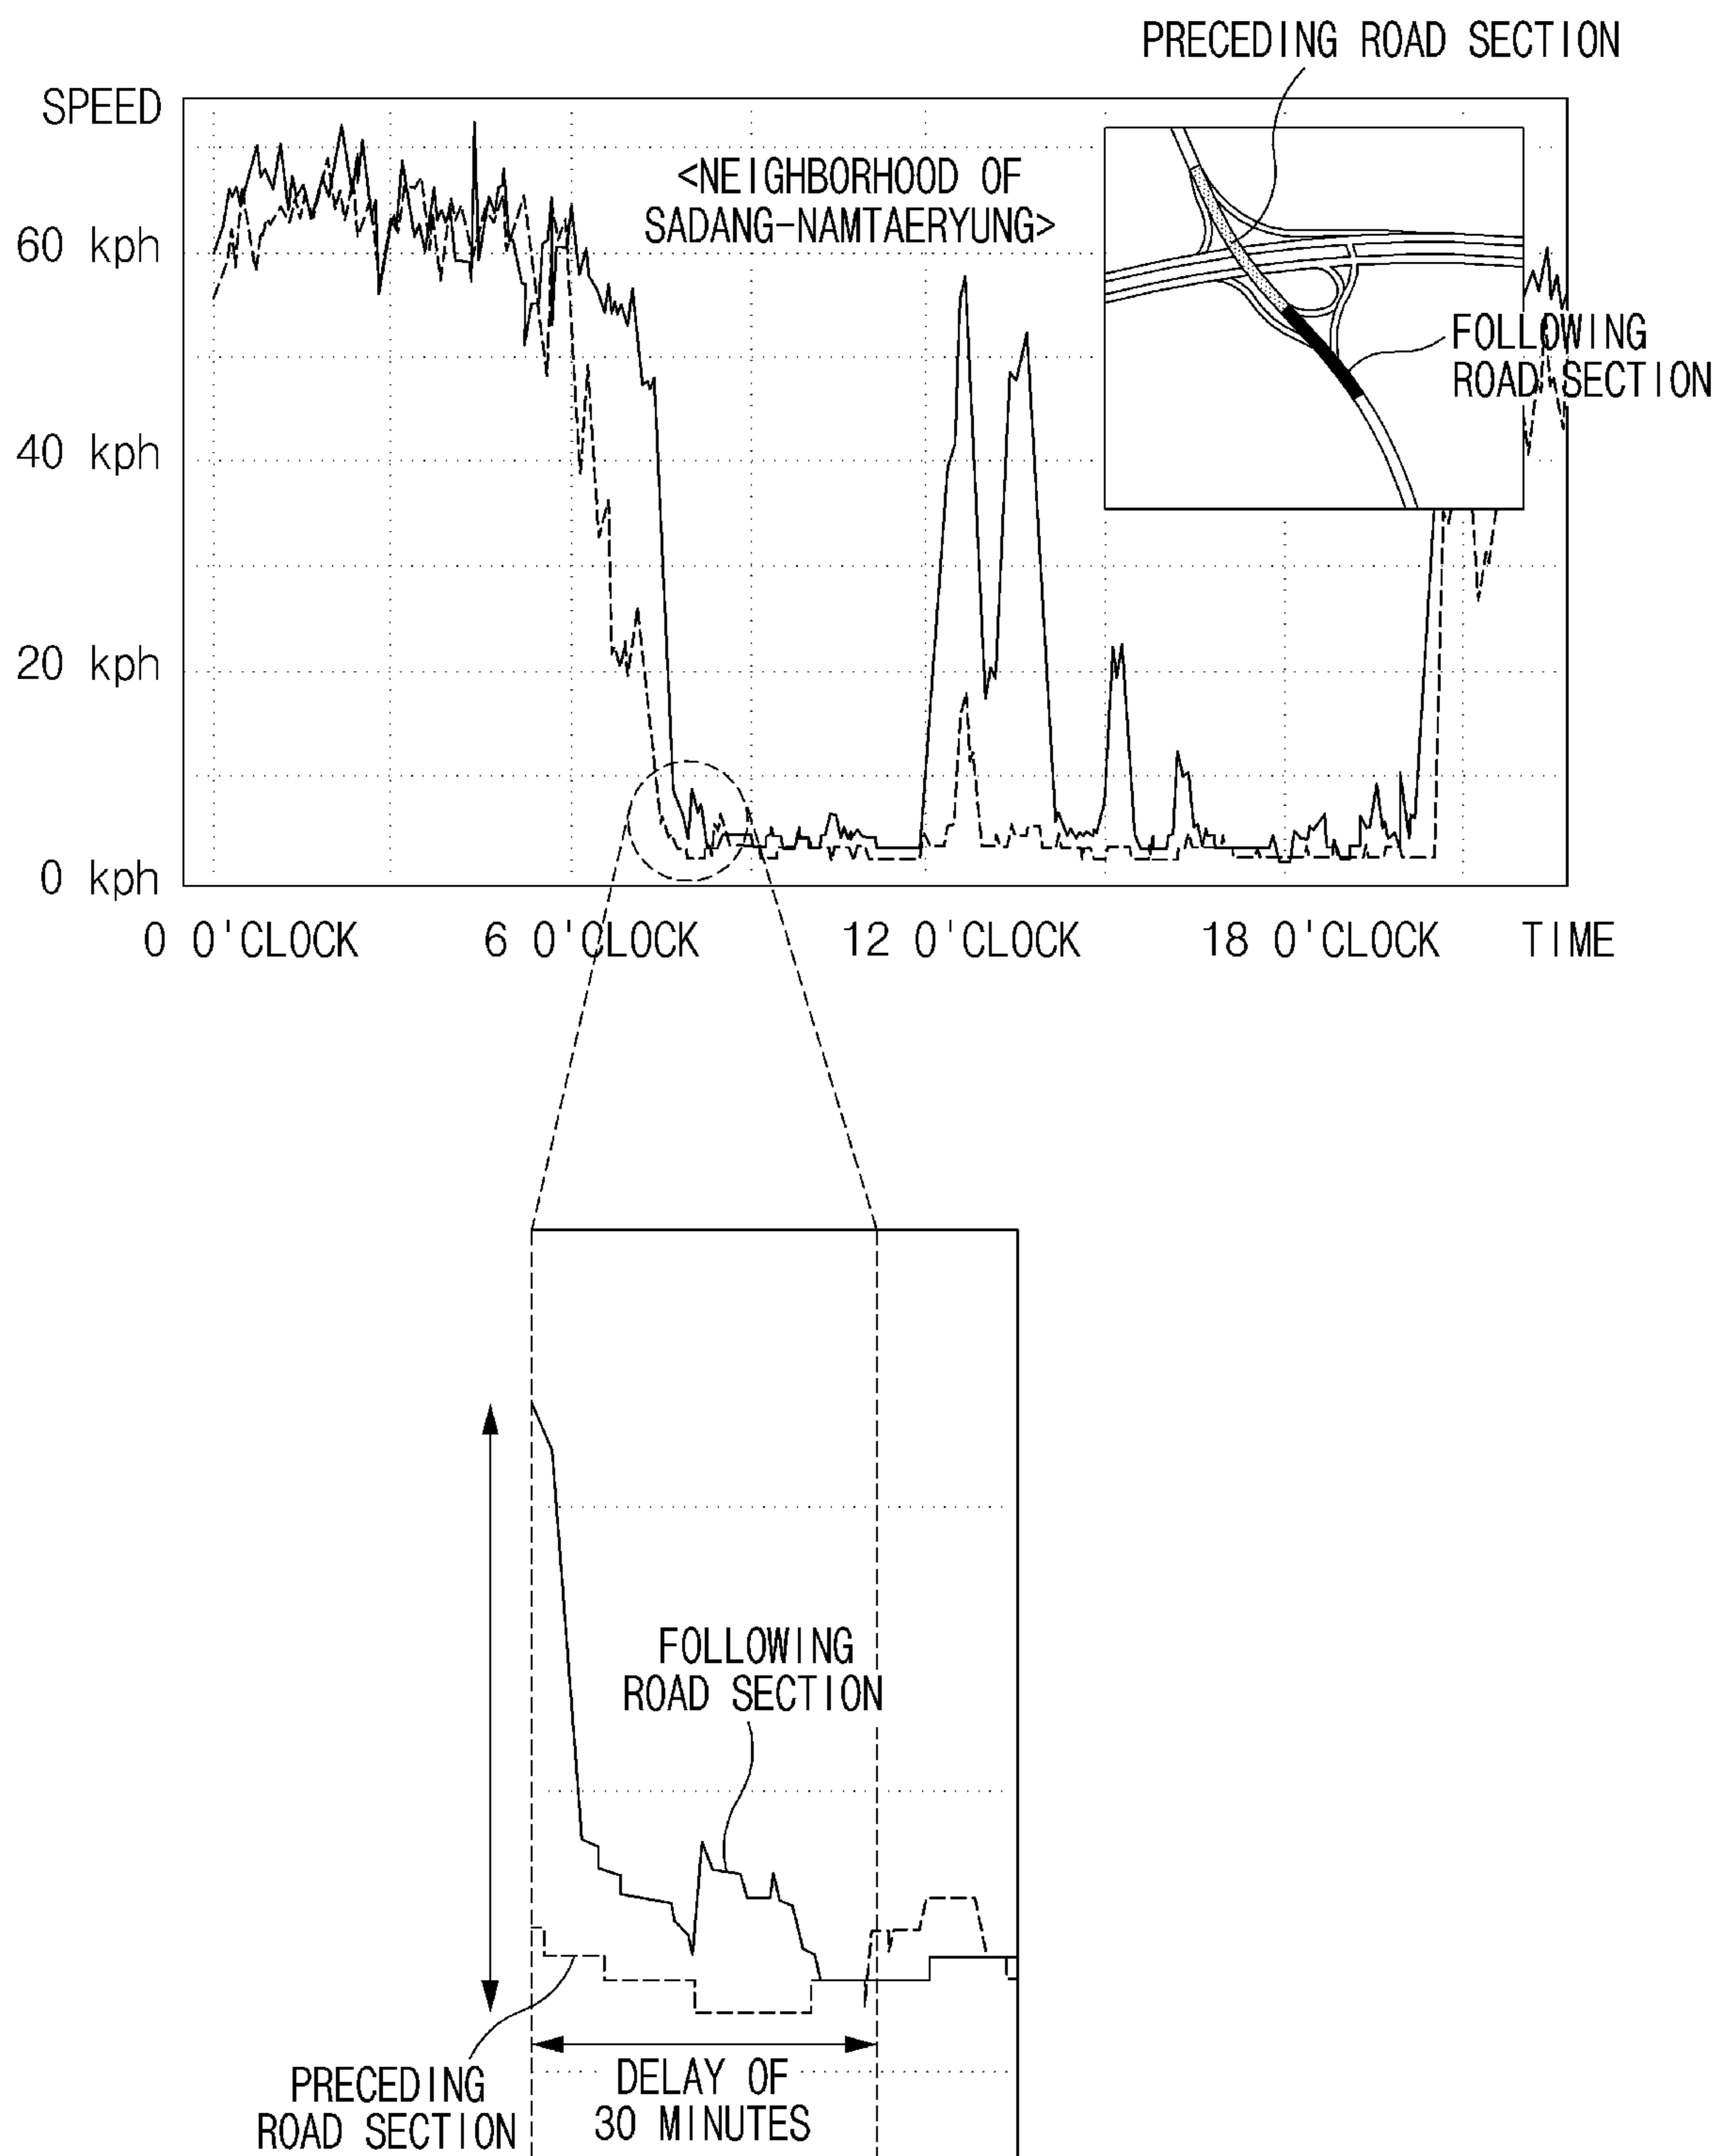 PRECEDING ROAD SECTION
SPEED
<NEIGHBORHOOD OF
SADANG-NAMTAERYUNG>
60 kph
FOLLOWING
ROAD SECTION
40 kph
20 kph
0 kph
0 O'CLOCK
6 O'CLOCK
12 O'CLOCK
18 O'CLOCK
TIME
FOLLOWING
ROAD SECTION
PRECEDING
ROAD SECTION
DELAY OF
30 MINUTES